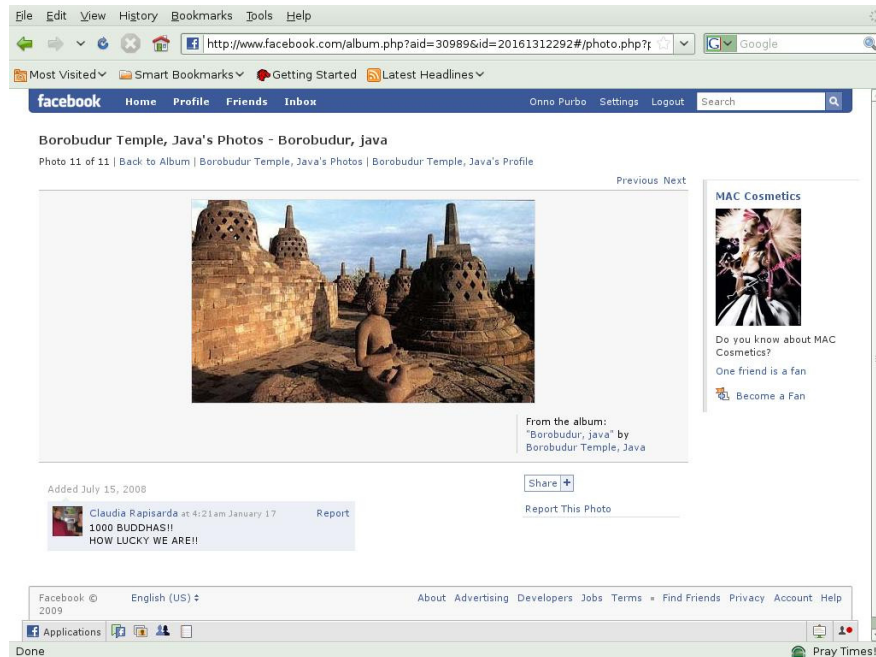 File Edit View History Bookmarks Tools Help
http://www.facebook.com/album.php?aid=30989&id=20161312292#/photo.php?p
Google
Most Visited Smart Bookmarks Getting Started Latest Headlines
facebook Home Profile Friends Inbox Onno Purbo Settings Logout Search
Borobudur Temple, Java's Photos - Borobudur, java
Photo 11 of 11 | Back to Album | Borobudur Temple, Java's Photos | Borobudur Temple, Java's Profile
Previous Next
MAC Cosmetics
Do you know about MAC
Cosmetics?
One friend is a fan
Become a Fan
From the album:
"Borobudur, java" by
Borobudur Temple, Java
Added July 15, 2008
Share +
Claudia Rapisarda at 4:21am January 17 Report
1000 BUDDHAS!!
HOW LUCKY WE ARE!!
Report This Photo
Facebook ©
2009
English (US)
About Advertising Developers Jobs Terms Find Friends Privacy Account Help
Applications
1
Done
Pray Times!